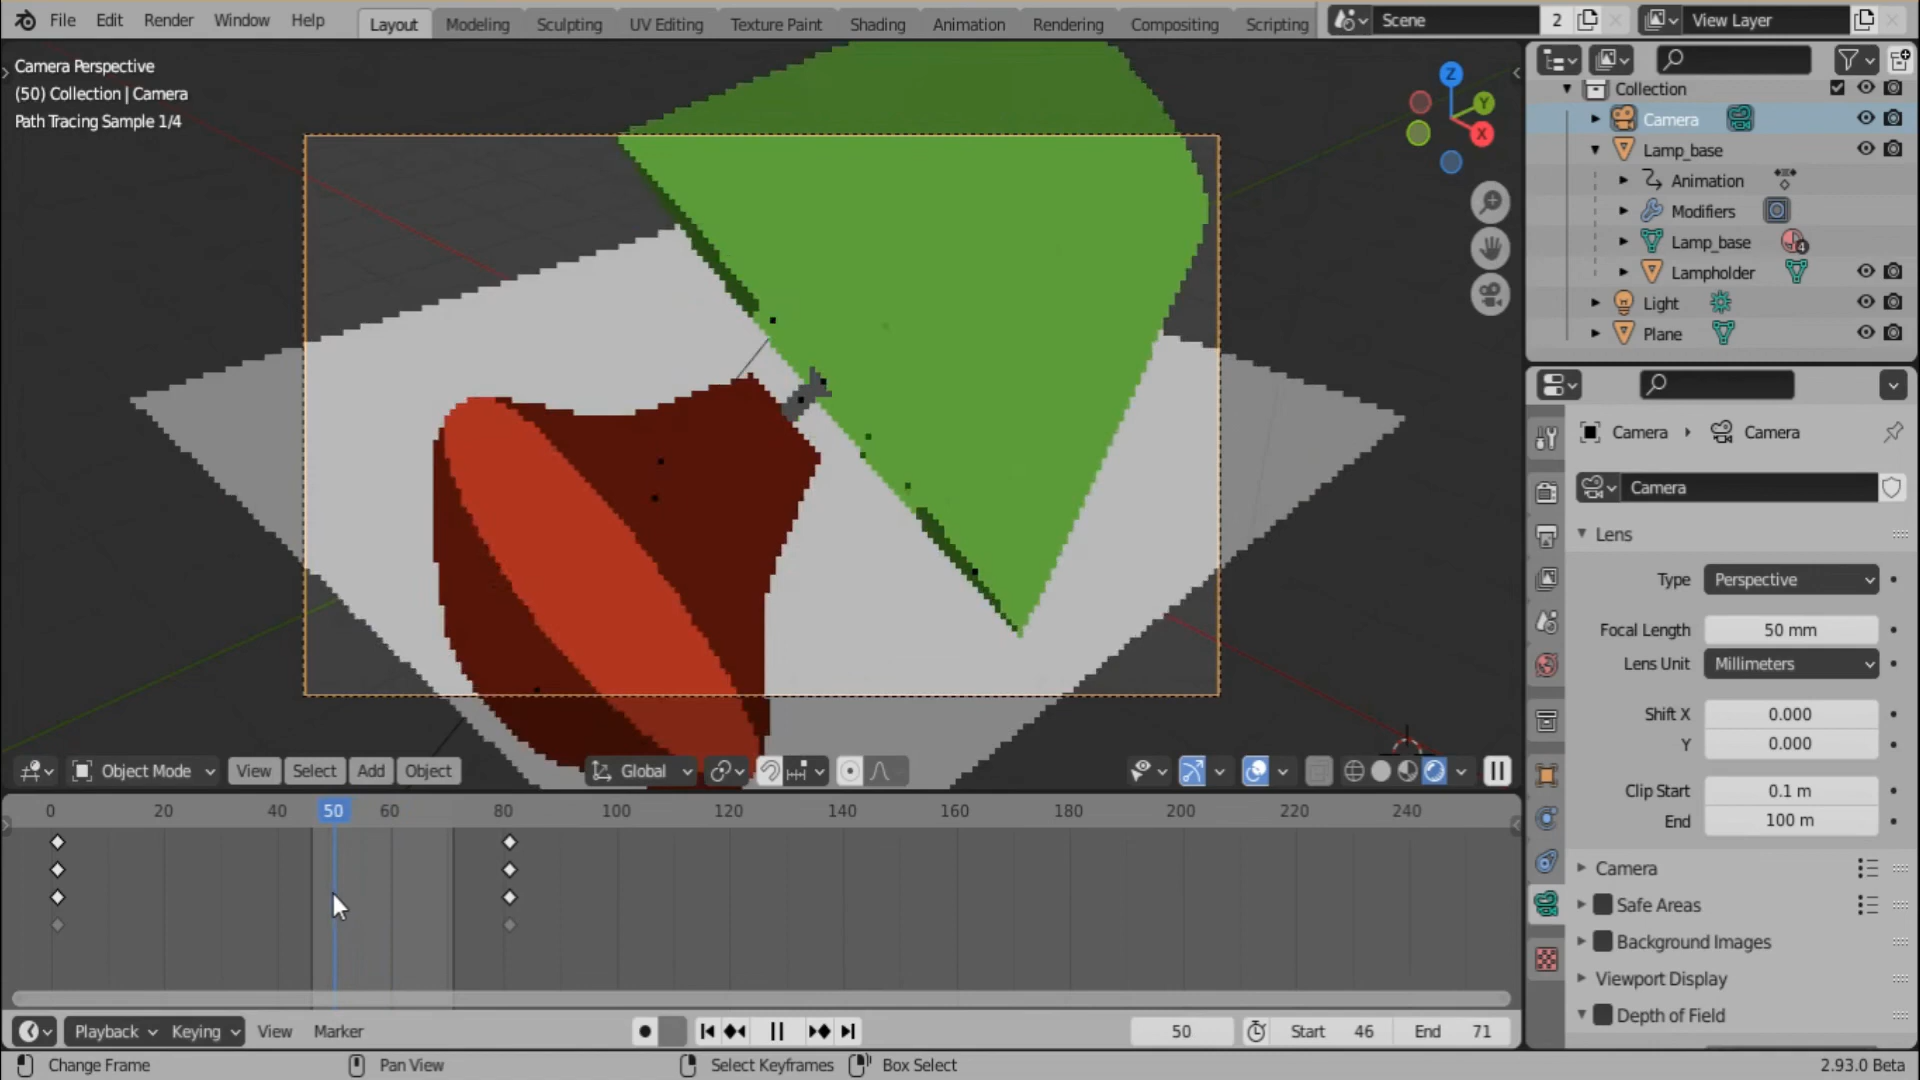 File Edit Render Window Help Layout Modeling Sculpting UV Editing Texture Paint Shading Animation Rendering Compositing Scripting Scene 2 View Layer
Camera Perspective
(50) Collection | Camera
Path Tracing Sample 1/4
Z
Y
X
Collection
Camera
Lamp_base
Animation
Modifiers
Lamp_base 4
Lampholder
Light
Plane
Camera Camera
Camera
Lens
Type Perspective
Focal Length 50 mm
Lens Unit Millimeters
Shift X 0.000
Y 0.000
Clip Start 0.1 m
End 100 m
Camera
Safe Areas
Background Images
Viewport Display
Depth of Field
Object Mode View Select Add Object Global
0 20 40 50 60 80 100 120 140 160 180 200 220 240
Playback Keying View Marker 50 Start 46 End 71
Change Frame Pan View Select Keyframes Box Select 2.93.0 Beta